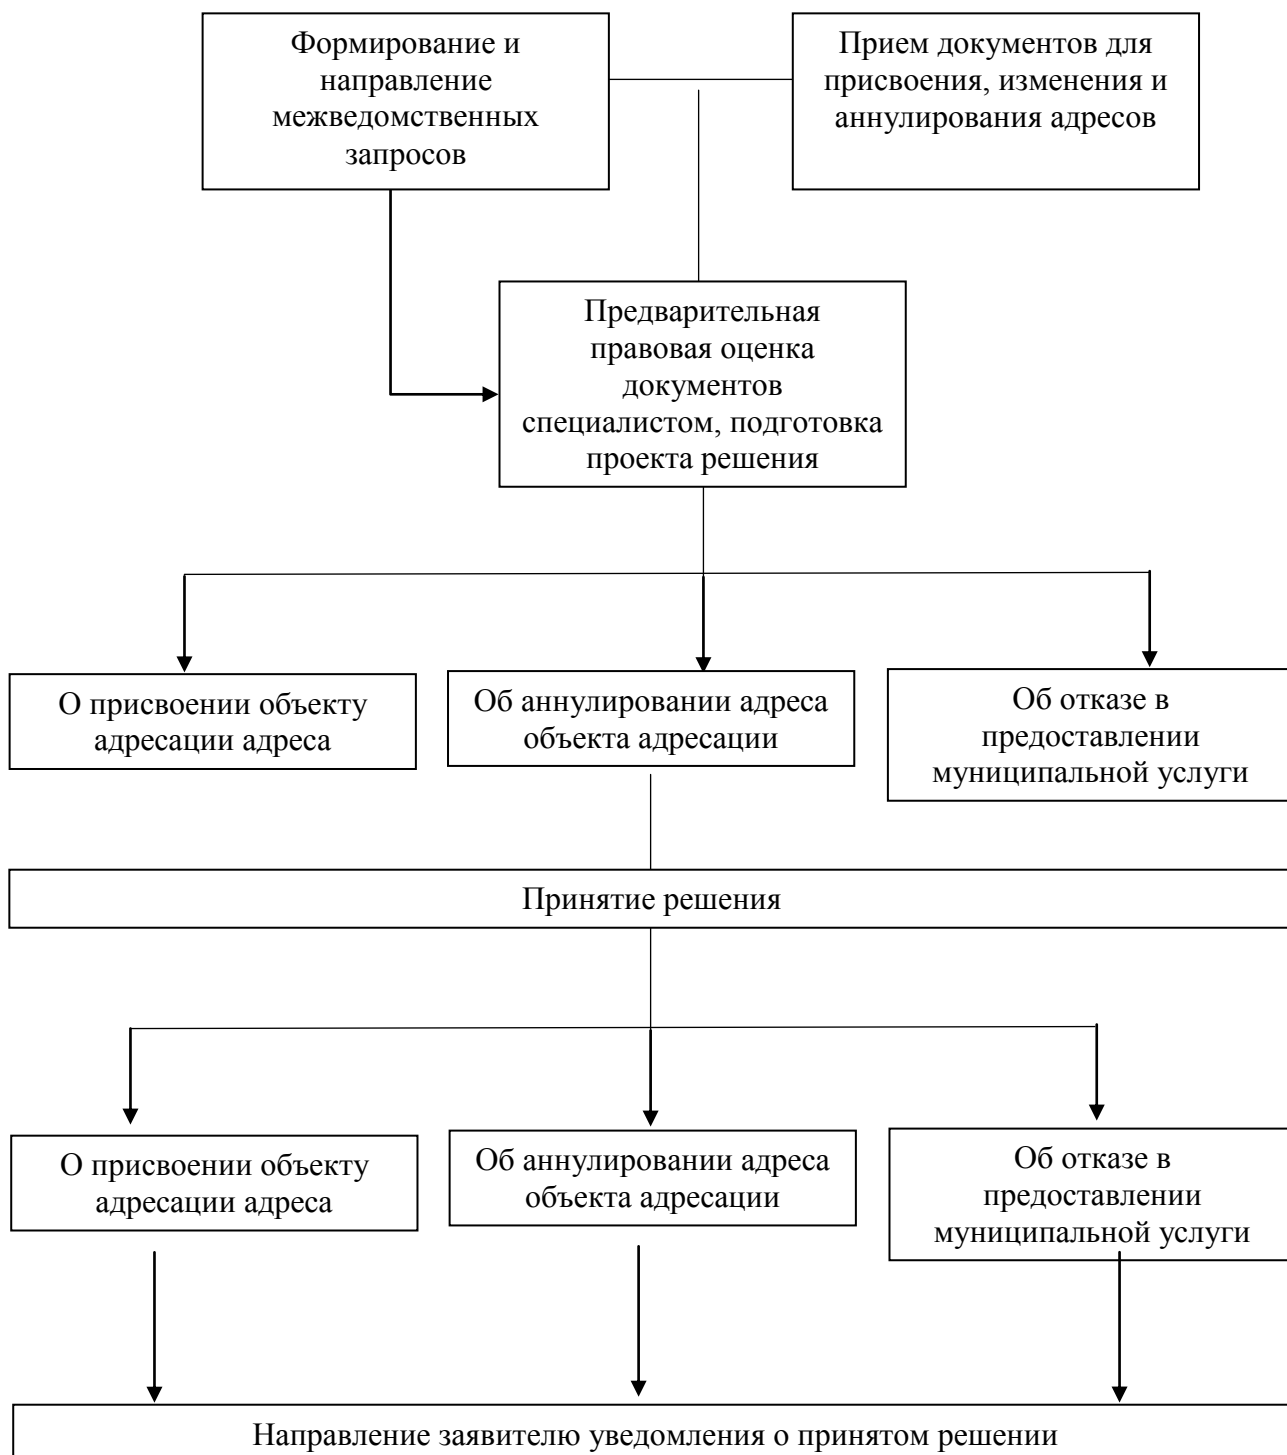 Формирование и
направление
межведомственных
запросов
Прием документов для
присвоения, изменения и
аннулирования адресов
Предварительная
правовая оценка
документов
специалистом, подготовка
проекта решения
О присвоении объекту
адресации адреса
Об аннулировании адреса
объекта адресации
Об отказе в
предоставлении
муниципальной услуги
Принятие решения
О присвоении объекту
адресации адреса
Об аннулировании адреса
объекта адресации
Об отказе в
предоставлении
муниципальной услуги
Направление заявителю уведомления о принятом решении